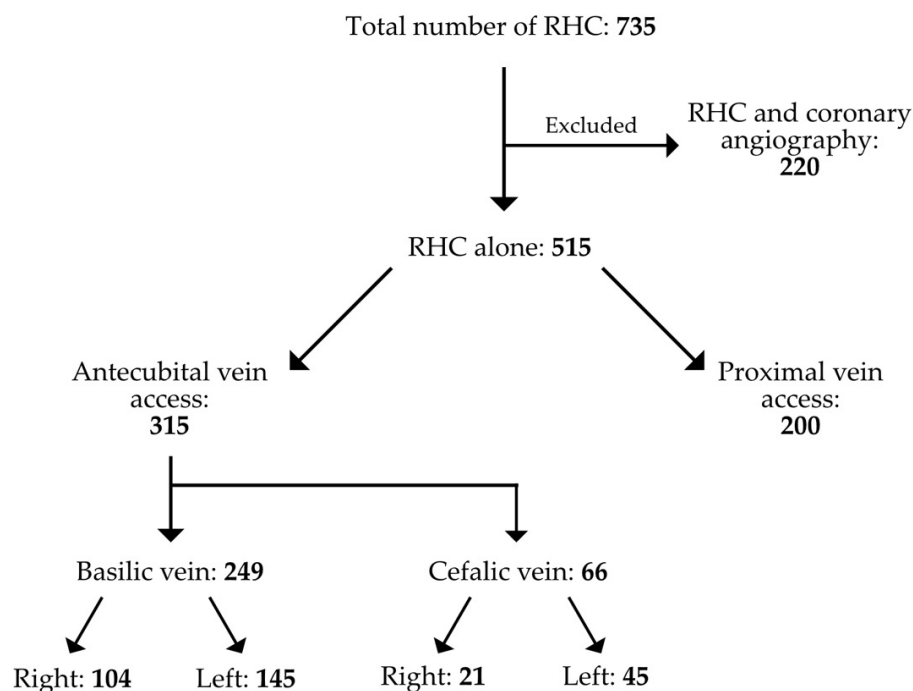 Total number of RHC: 735
Excluded
RHC and coronary
angiography:
220
RHC alone: 515
Antecubital vein
access:
315
Proximal vein
access:
200
Basilic vein: 249
Cefalic vein: 66
Right: 104
Left: 145
Right: 21
Left: 45